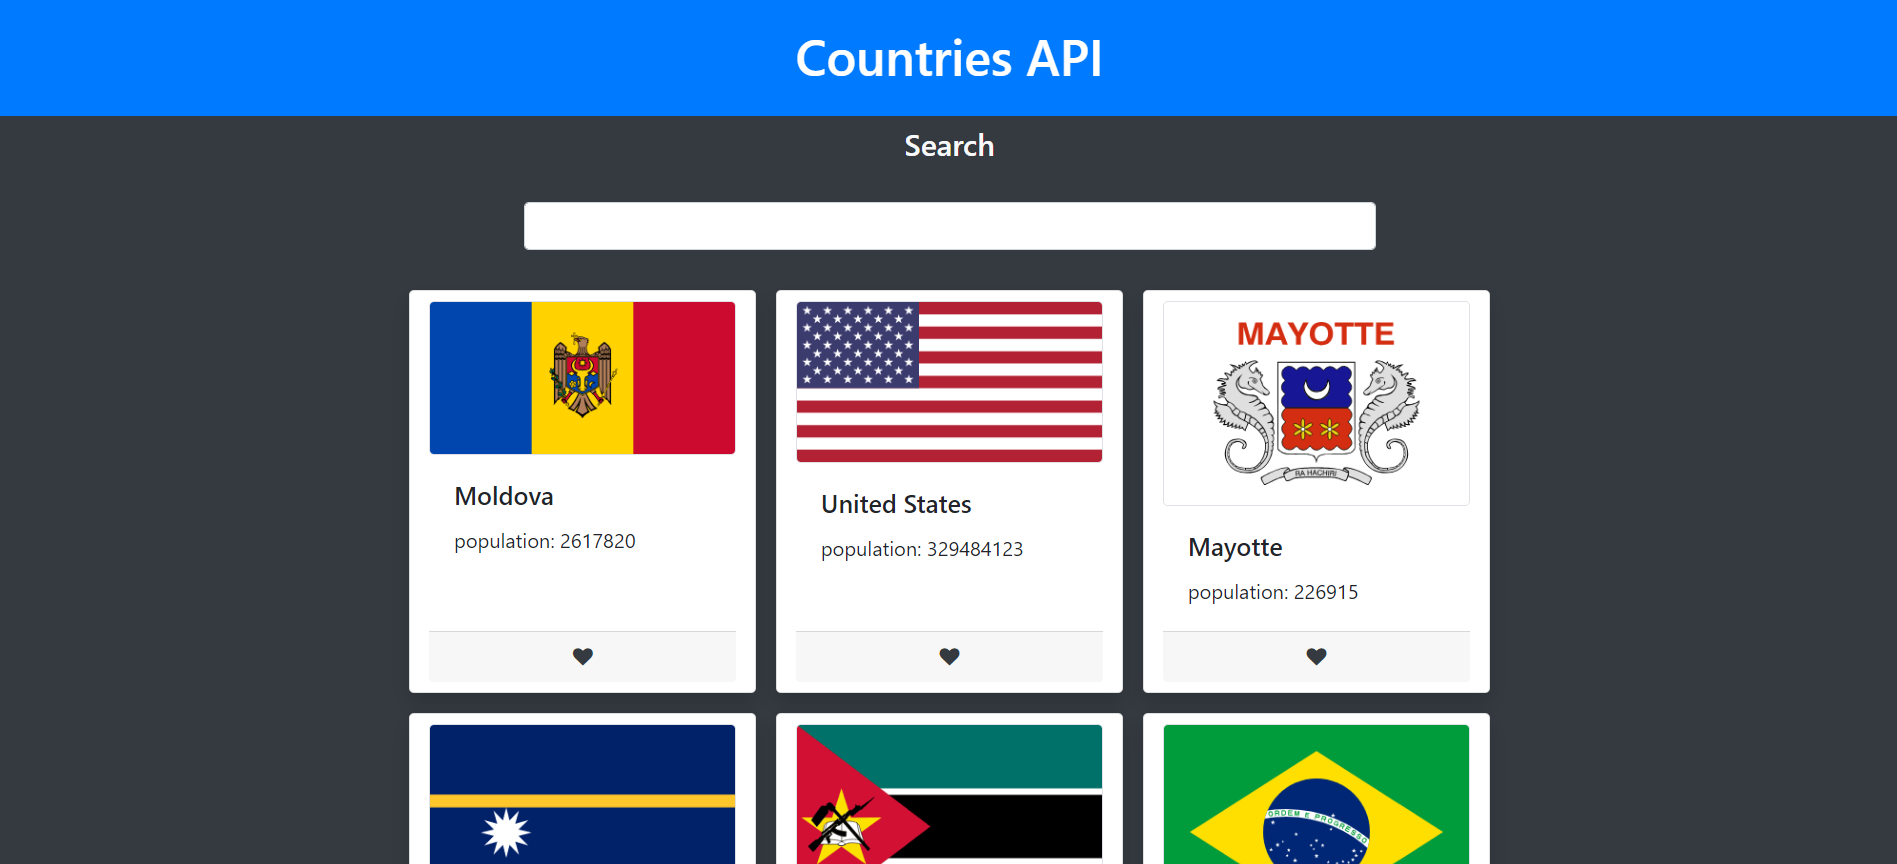 Countries API
Search
MAYOTTE
RA HACHIRI
Moldova
population: 2617820
United States
population: 329484123
Mayotte
population: 226915
ORDEM E PROGRESSO